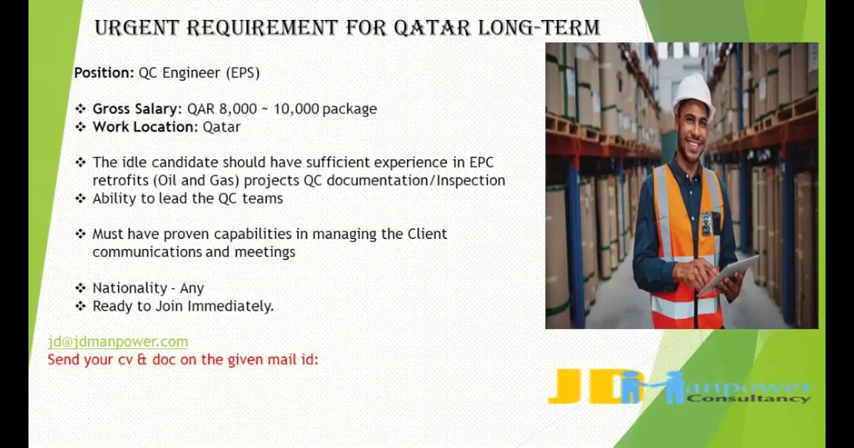 URGENT REQUIREMENT FOR QATAR LONG-TERM
Position: QC Engineer (EPS)
❖ Gross Salary: QAR 8,000 ~ 10,000 package
❖ Work Location: Qatar
❖ The idle candidate should have sufficient experience in EPC
retrofits (Oil and Gas) projects QC documentation/Inspection
❖ Ability to lead the QC teams
❖ Must have proven capabilities in managing the Client
communications and meetings
❖ Nationality - Any
❖ Ready to Join Immediately.
jd@jdmanpower.com
Send your cv & doc on the given mail id:
JD Manpower
Consultancy